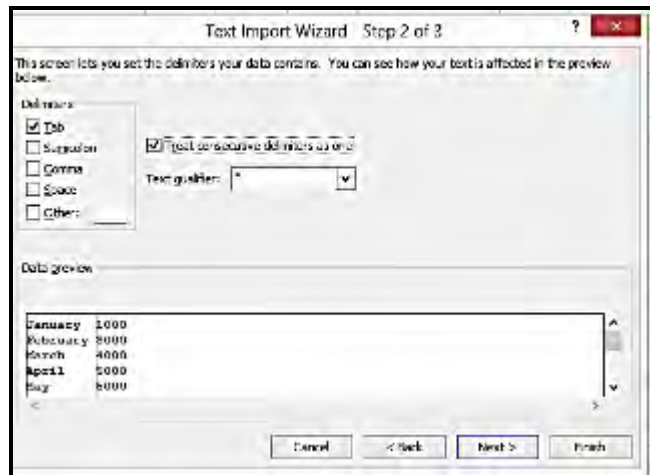 Text Import Wizard - Step 2 of 3
?
This screen lets you set the delimiters your data contains. You can see how your text is affected in the preview
below.
Delimiters
Tab
Semicolon
Comma
Space
Other:
Treat consecutive delimiters as one
Text qualifier: "
Data preview
January 1000
February 3000
March 4000
April 5000
May 6000
Cancel
< Back
Next >
Finish